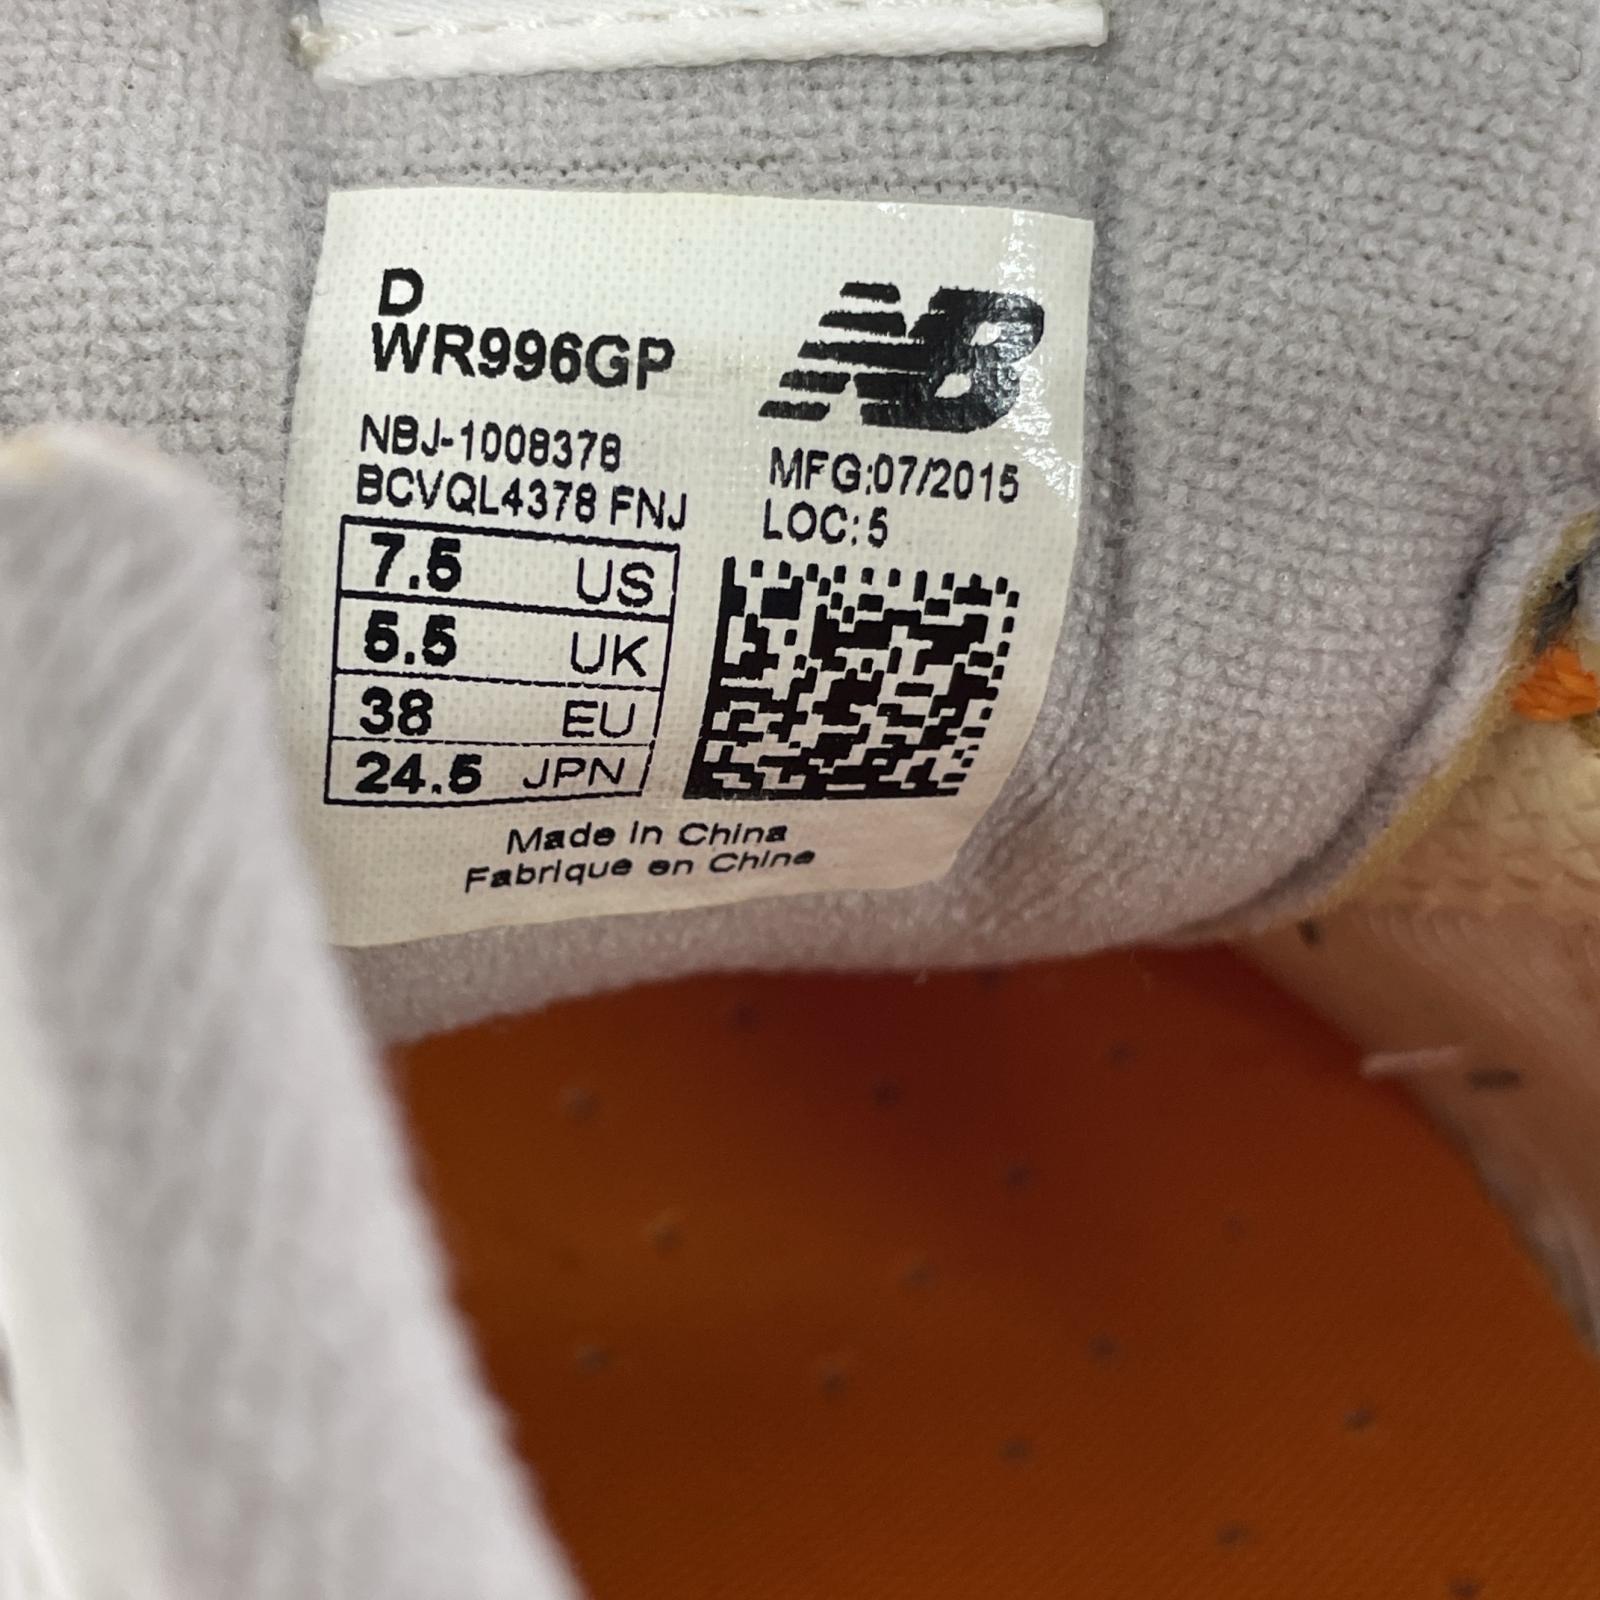 D
WR996GP
NB
NBJ-1008378
BCVQL4378 FNJ
MFG:07/2015
LOC:5
7.5 US
5.5 UK
38 EU
24.5 JPN
Made in China
Fabrique en Chine